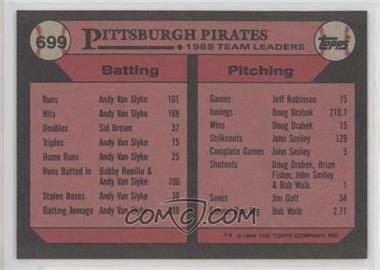 699
PITTSBURGH PIRATES
1988 TEAM LEADERS
TOPPS
Batting
Runs Andy Van Slyke 101
Hits Andy Van Slyke 169
Doubles Sid Bream 37
Triples Andy Van Slyke 15
Home Runs Andy Van Slyke 25
Runs Batted In Bobby Bonilla &
Andy Van Slyke 100
Stolen Bases Andy Van Slyke 30
Batting Average Andy Van Slyke
Pitching
Games Jeff Robinson 75
Innings Doug Drabek 219.1
Wins Doug Drabek 15
Strikeouts John Smiley 129
Complete Games John Smiley 5
Shutouts Doug Drabek, Brian
Fisher, John Smiley
& Bob Walk 1
Saves Jim Gott 34
Bob Walk 2.71
© 1989 THE TOPPS COMPANY, INC.